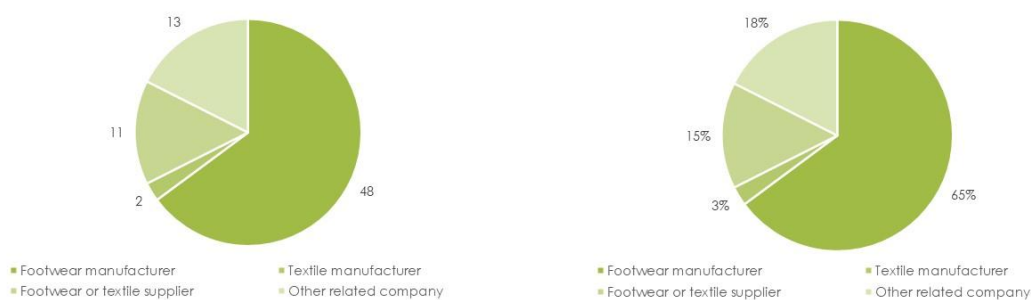 13
11
2
48
Footwear manufacturer
Textile manufacturer
Footwear or textile supplier
Other related company
18%
15%
3%
65%
Footwear manufacturer
Textile manufacturer
Footwear or textile supplier
Other related company